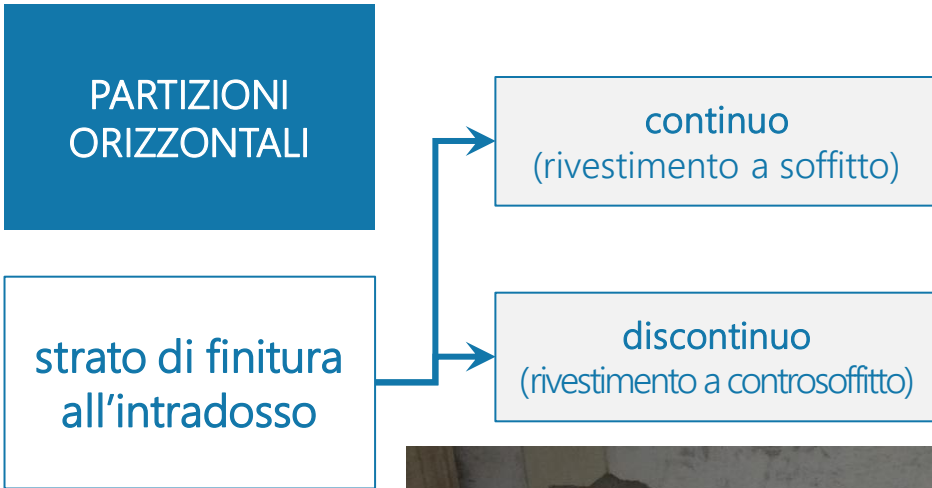 PARTIZIONI
ORIZZONTALI
continuo
(rivestimento a soffitto)
strato di finitura
all’intradosso
discontinuo
(rivestimento a controsoffitto)